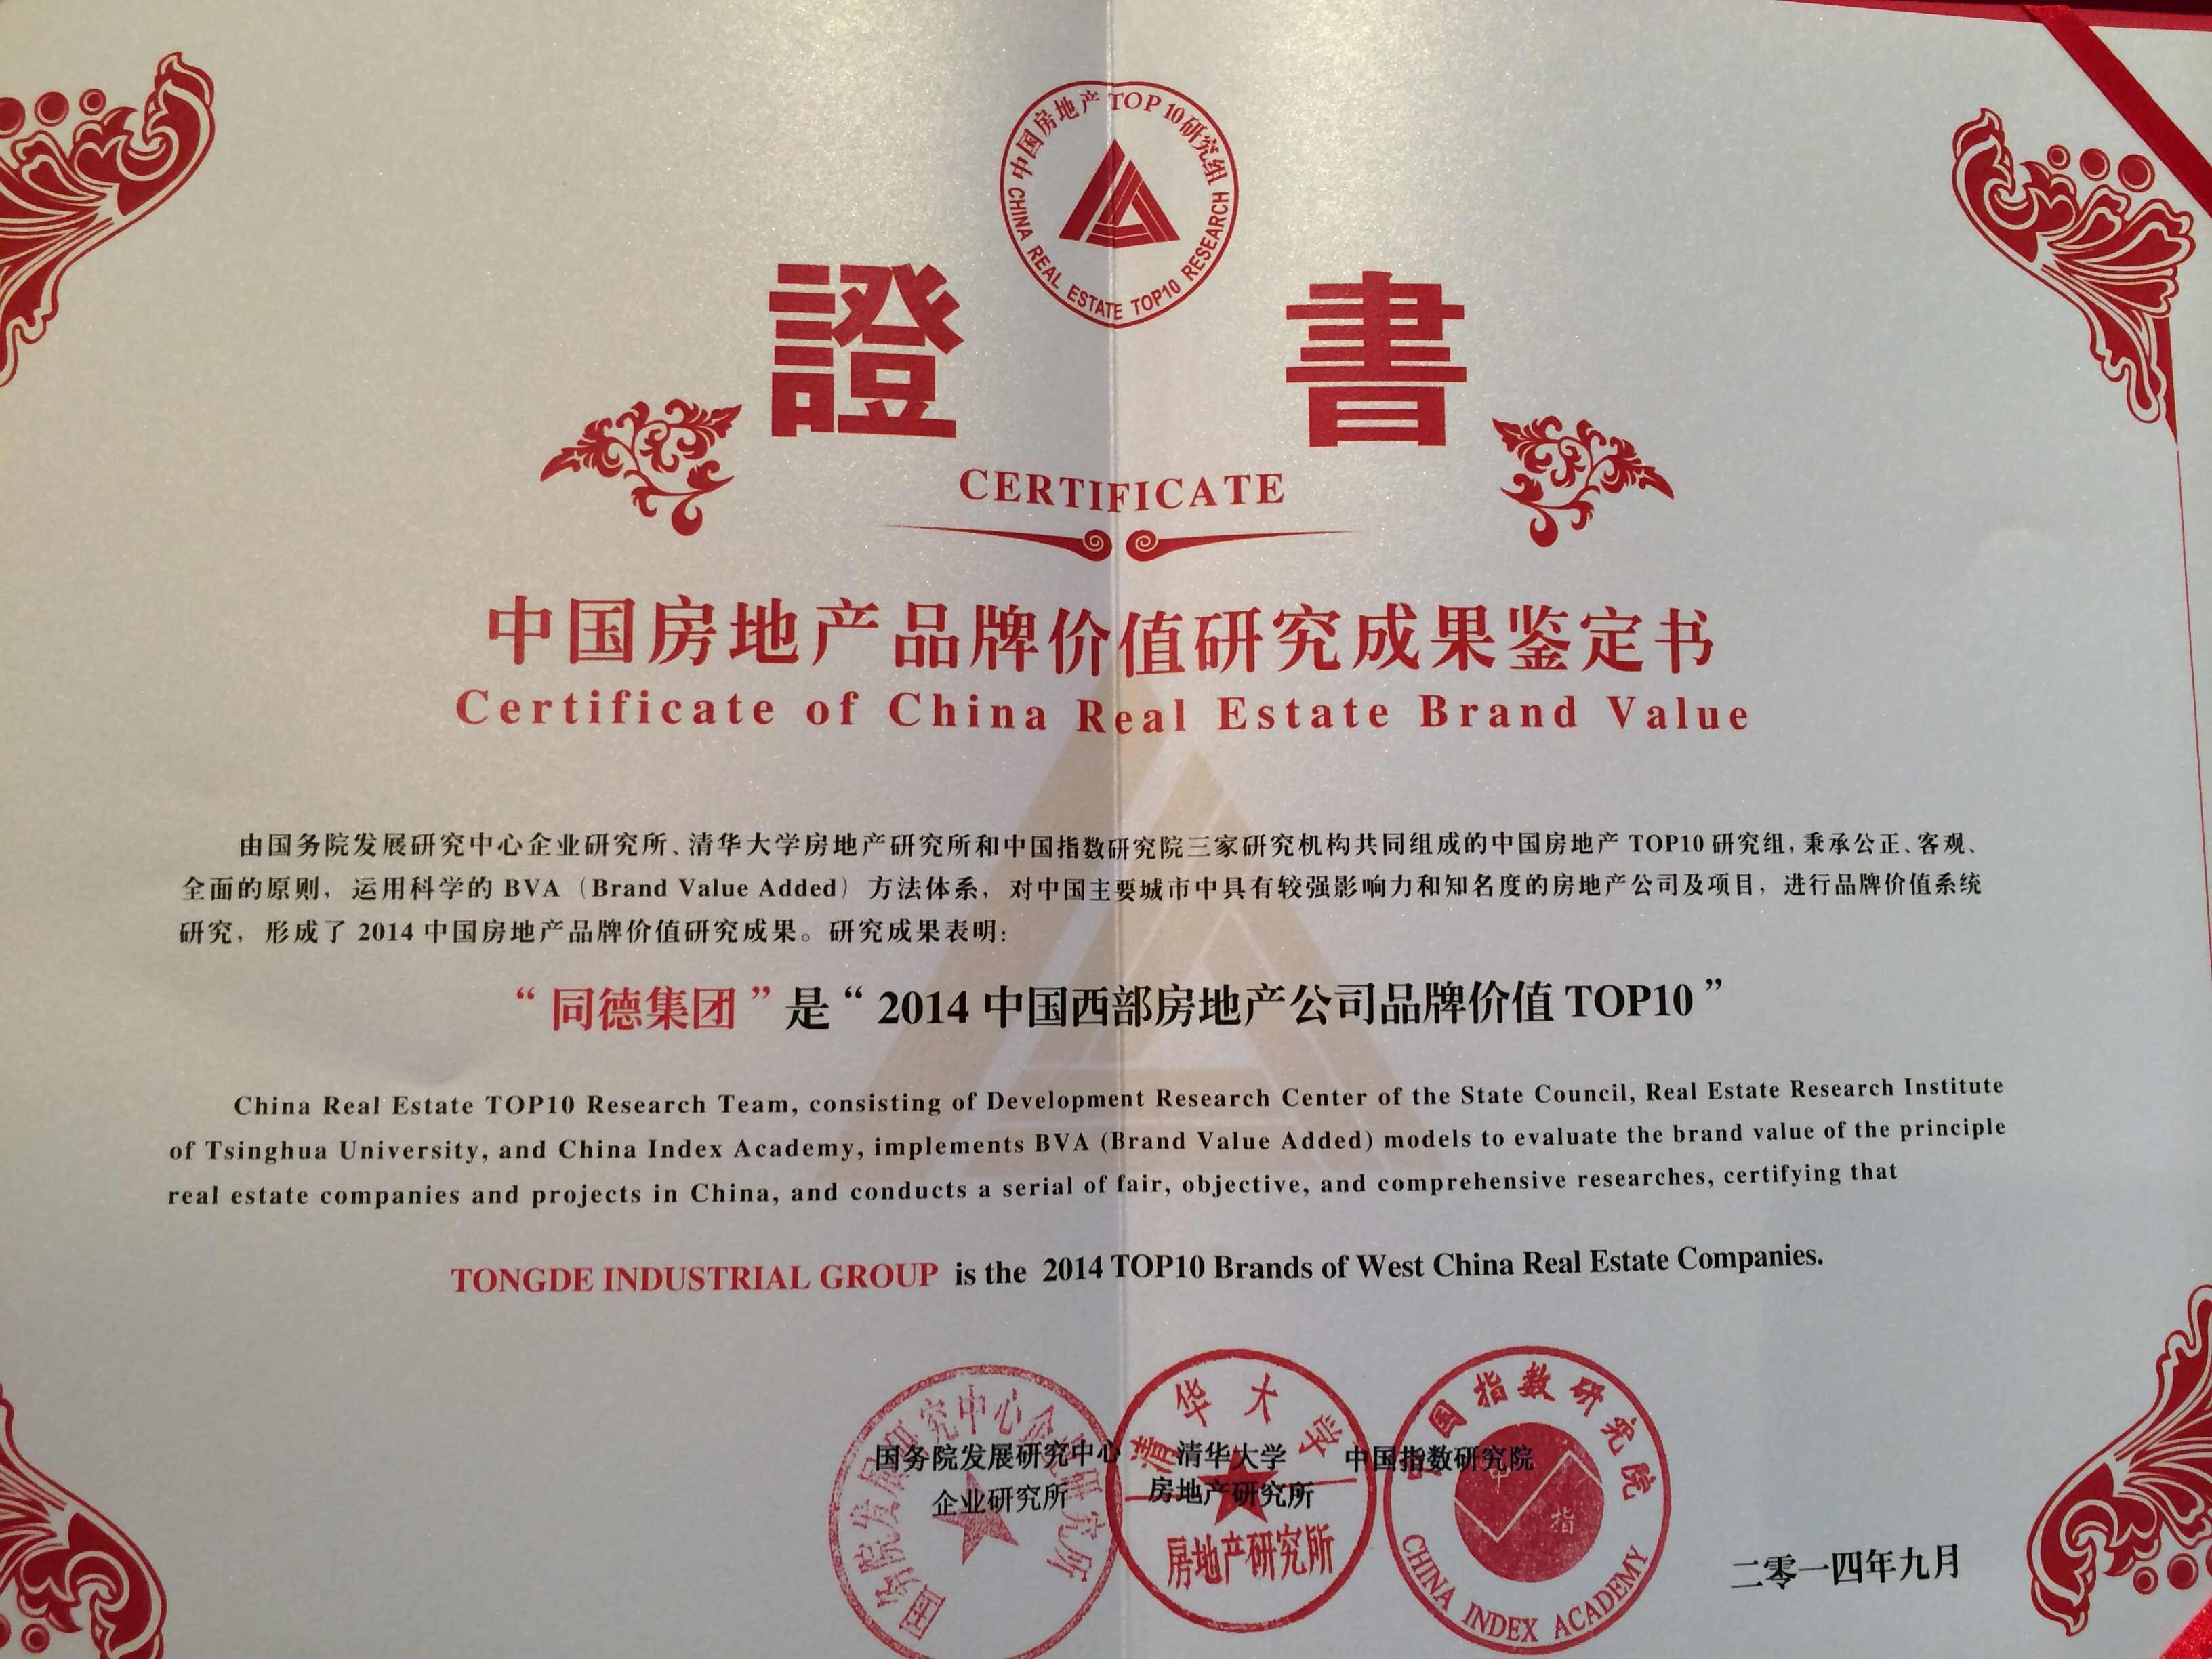 中国房地产 TOP 10研究组
CHINA REAL ESTATE TOP10 RESEARCH
證 書
CERTIFICATE
中国房地产品牌价值研究成果鉴定书
Certificate of China Real Estate Brand Value
由国务院发展研究中心企业研究所、清华大学房地产研究所和中国指数研究院三家研究机构共同组成的中国房地产 TOP10 研究组, 秉承公正、客观、
全面的原则，运用科学的 BVA（Brand Value Added）方法体系，对中国主要城市中具有较强影响力和知名度的房地产公司及项目，进行品牌价值系统
研究，形成了 2014 中国房地产品牌价值研究成果。研究成果表明:
“同德集团”是“2014 中国西部房地产公司品牌价值 TOP10”
China Real Estate TOP10 Research Team, consisting of Development Research Center of the State Council, Real Estate Research Institute
of Tsinghua University, and China Index Academy, implements BVA (Brand Value Added) models to evaluate the brand value of the principle
real estate companies and projects in China, and conducts a serial of fair, objective, and comprehensive researches, certifying that
TONGDE INDUSTRIAL GROUP is the 2014 TOP10 Brands of West China Real Estate Companies.
国务院发展研究中心企业研究所
国务院发展研究中心
企业研究所
清华大学
清华大学
房地产研究所
房地产研究所
中国指数研究院
中国指数研究院
中指
CHINA INDEX ACADEMY
二零一四年九月